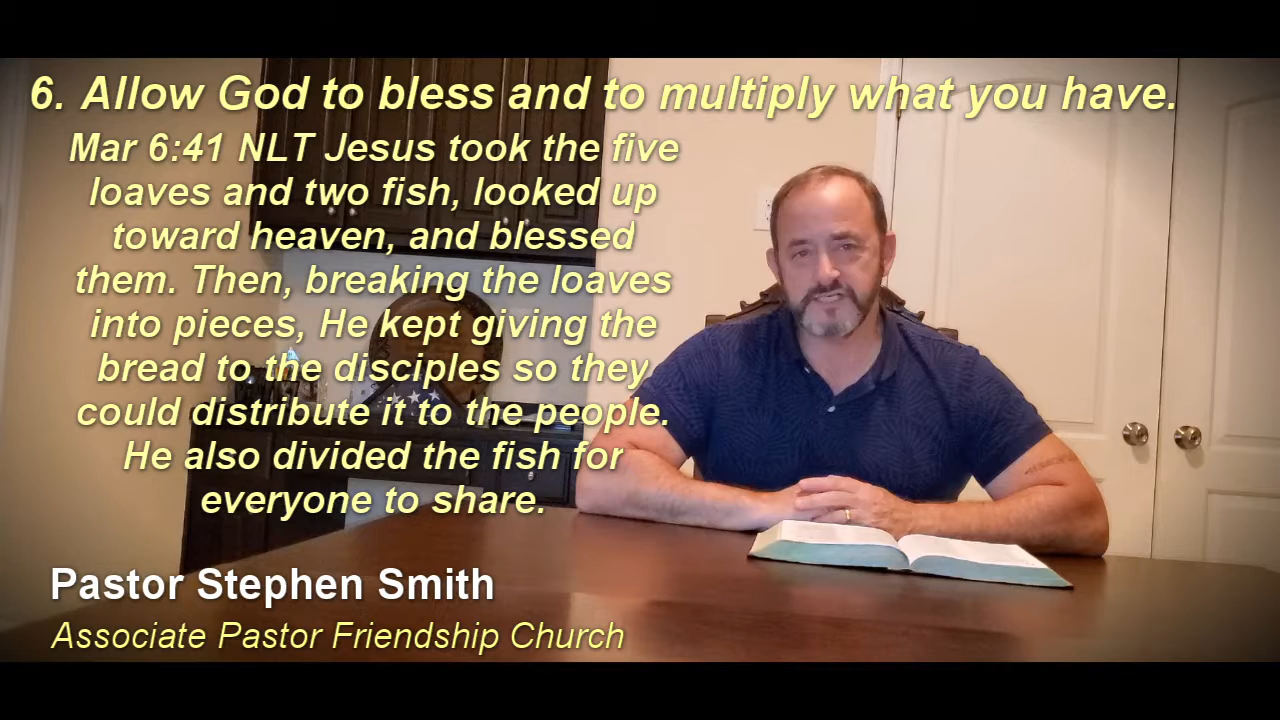 6. Allow God to bless and to multiply what you have.
Mar 6:41 NLT Jesus took the five
loaves and two fish, looked up
toward heaven, and blessed
them. Then, breaking the loaves
into pieces, He kept giving the
bread to the disciples so they
could distribute it to the people.
He also divided the fish for
everyone to share.
Pastor Stephen Smith
Associate Pastor Friendship Church